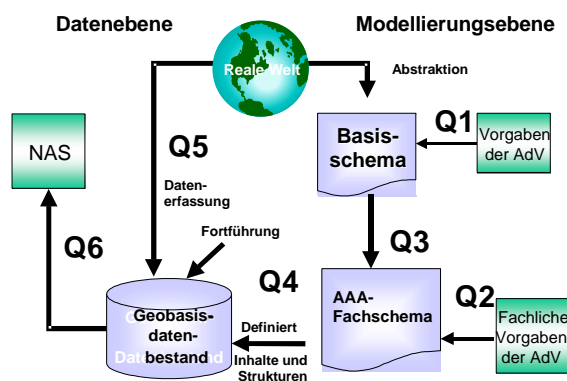 Datenebene
Modellierungsebene
Reale Welt
Abstraktion
Q1
Basis-
schema
Vorgaben
der AdV
NAS
Q5
Daten-
erfassung
Q6
Fortführung
Q3
Q4
Geobasis-
daten-
bestand
Definiert
Inhalte und
Strukturen
AAA-
Fachschema
Q2
Fachliche
Vorgaben
der AdV